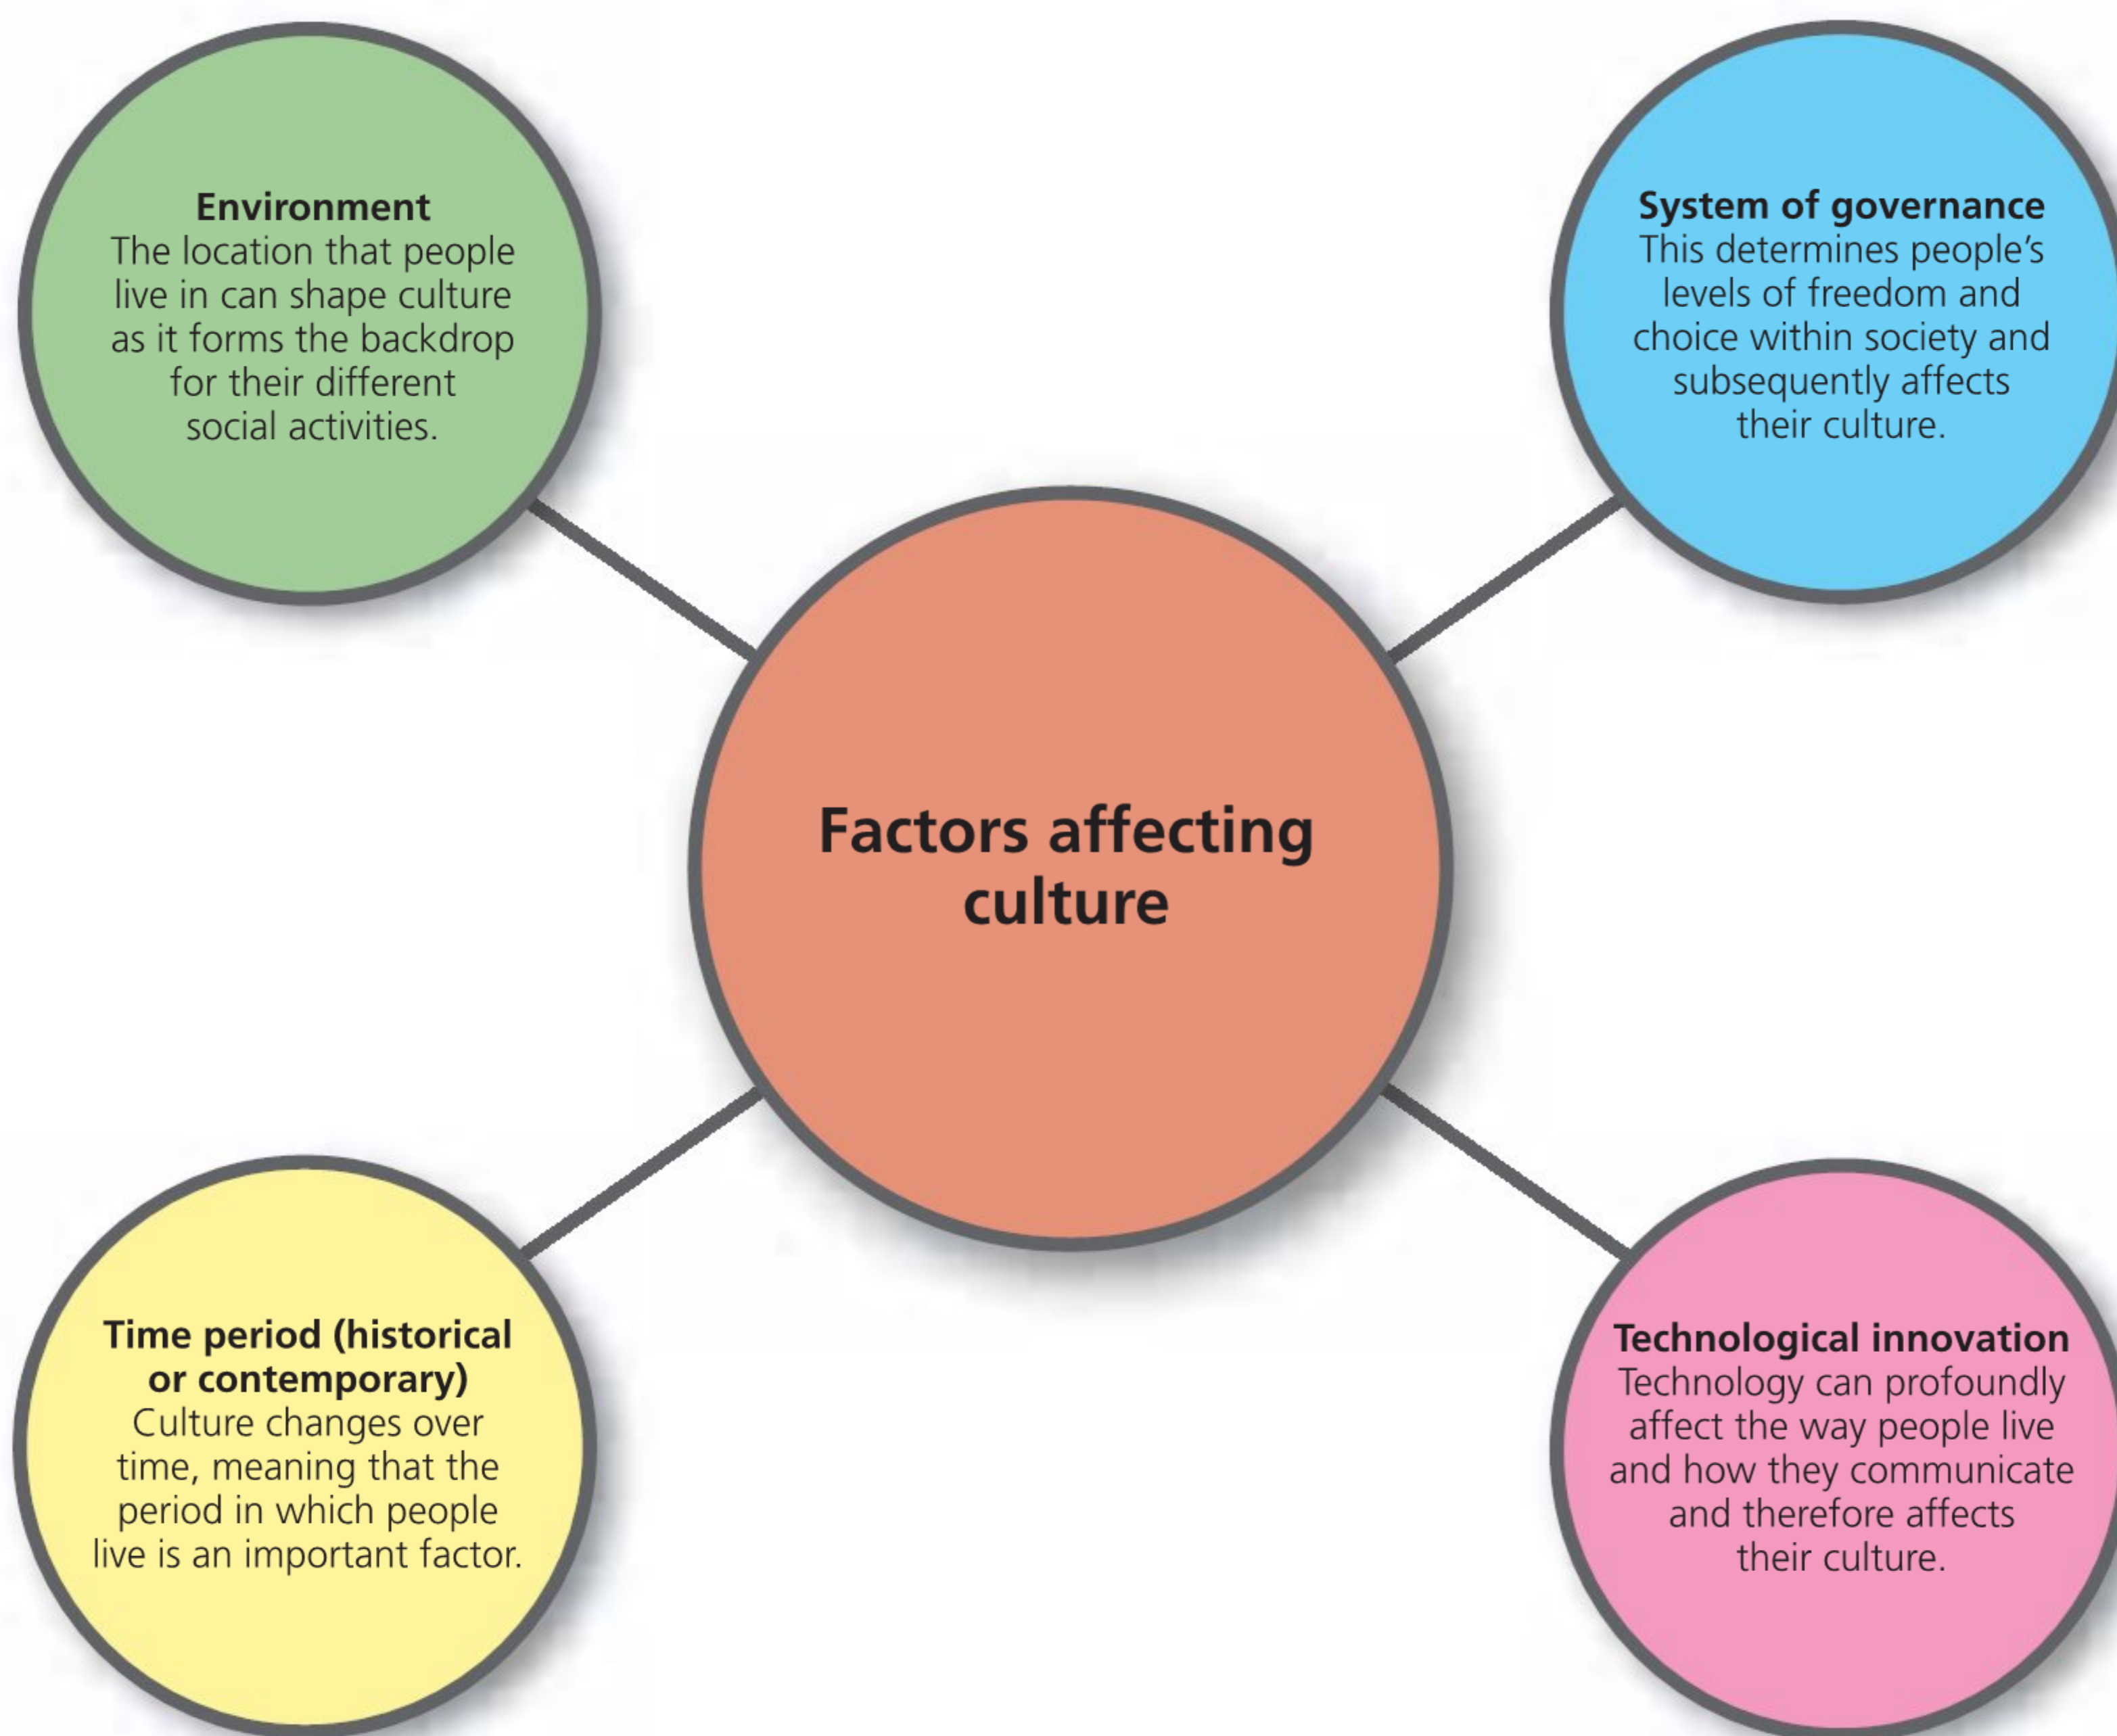 Environment
The location that people
live in can shape culture
as it forms the backdrop
for their different
social activities.
System of governance
This determines people’s
levels of freedom and
choice within society and
subsequently affects
their culture.
Factors affecting
culture
Time period (historical
or contemporary)
Culture changes over
time, meaning that the
period in which people
live is an important factor.
Technological innovation
Technology can profoundly
affect the way people live
and how they communicate
and therefore affects
their culture.